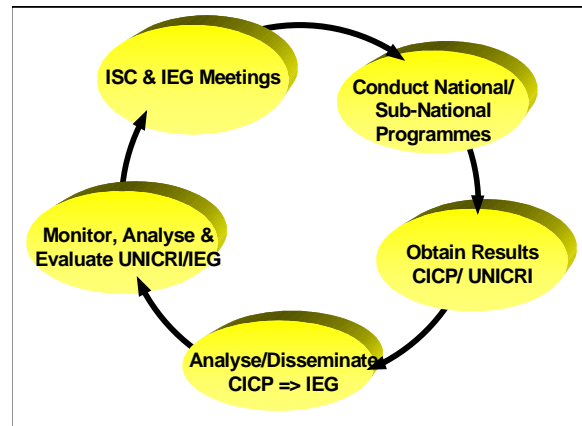 ISC & IEG Meetings
Conduct National/
Sub-National
Programmes
Obtain Results
CICP/ UNICRI
Analyse/Disseminate
CICP => IEG
Monitor, Analyse &
Evaluate UNICRI/IEG